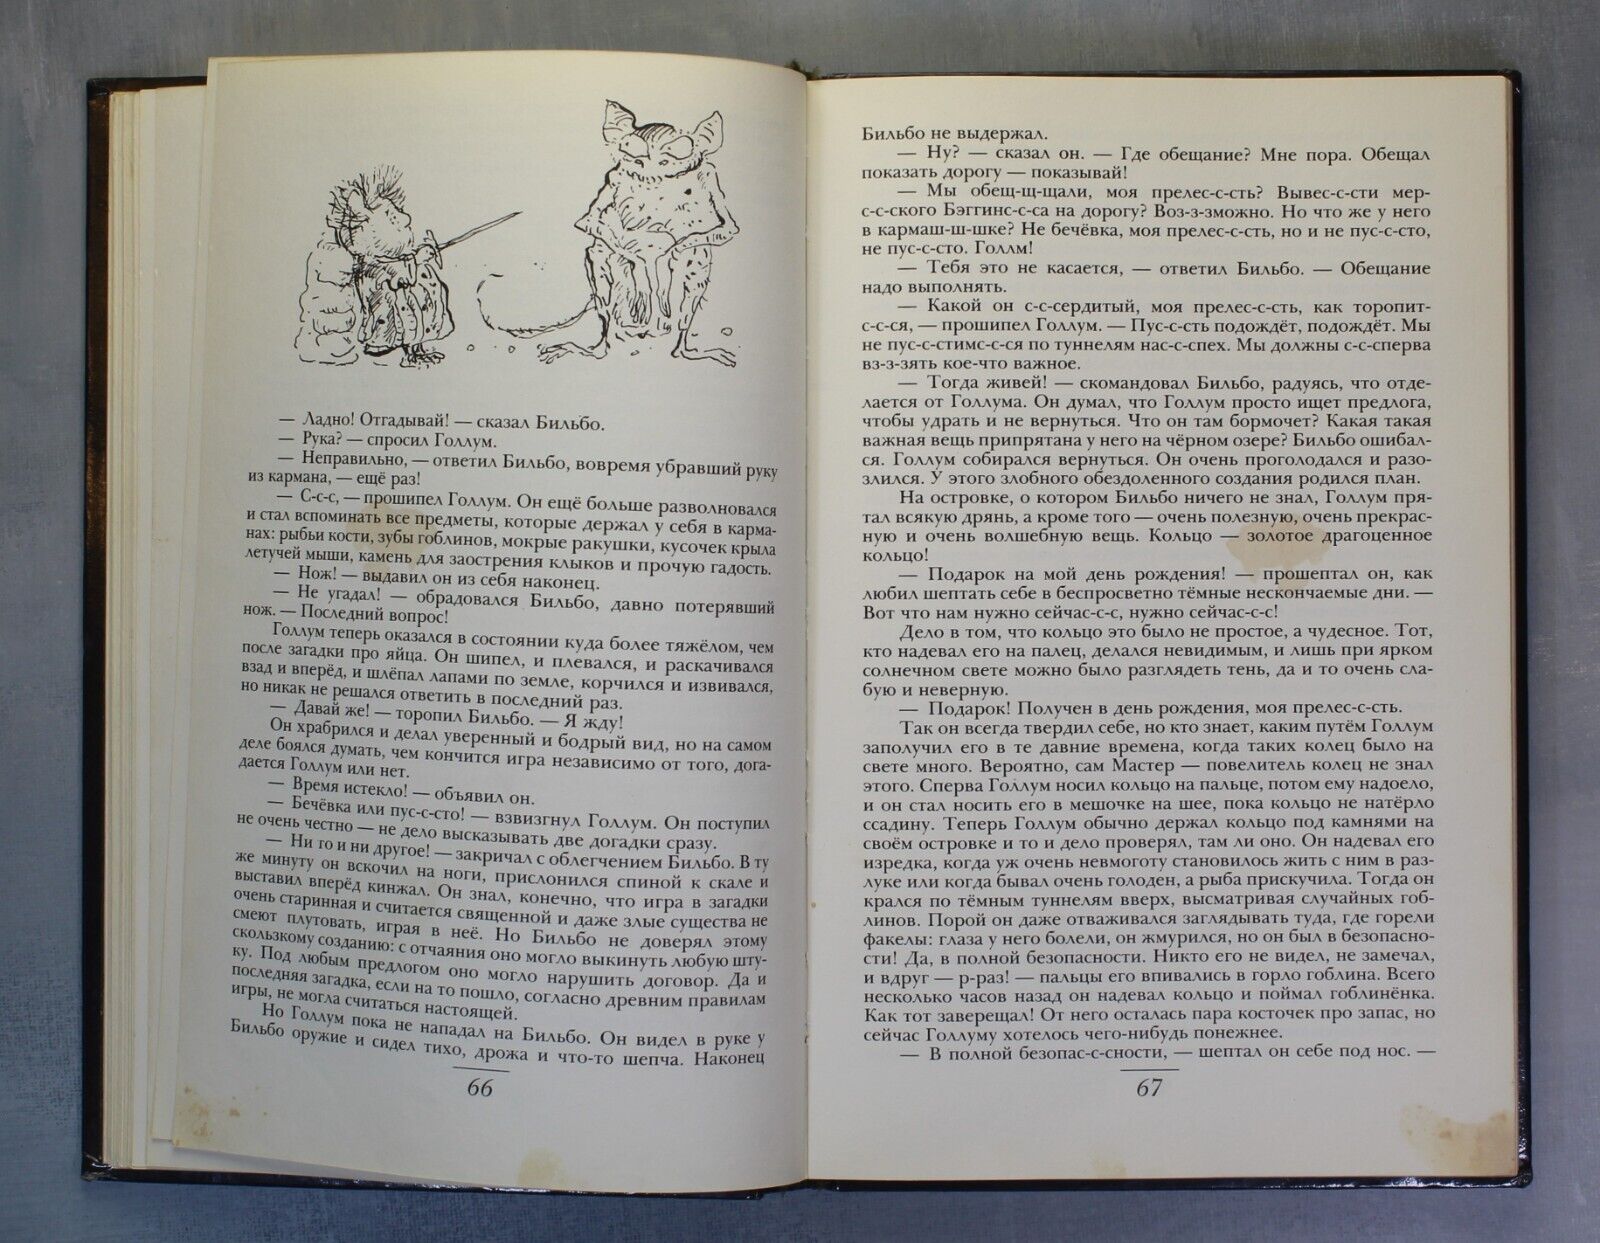 — Ладно! Отгадывай! — сказал Бильбо.
— Рука? — спросил Голлум.
— Неправильно, — ответил Бильбо, вовремя убравший руку
из кармана, — ещё раз!
— С-с-с, — прошипел Голлум. Он ещё больше разволновался
и стал вспоминать все предметы, которые держал у себя в карма-
нах: рыбьи кости, зубы гоблинов, мокрые ракушки, кусочек крыла
летучей мыши, камень для заострения клыков и прочую гадость.
— Нож! — выдавил он из себя наконец.
— Не угадал! — обрадовался Бильбо, давно потерявший
нож. — Последний вопрос!
Голлум теперь оказался в состоянии куда более тяжёлом, чем
после загадки про яйца. Он шипел, и плевался, и раскачивался
взад и вперёд, и шлёпал лапами по земле, корчился и извивался,
но никак не решался ответить в последний раз.
— Давай же! — торопил Бильбо. — Я жду!
Он храбрился и делал уверенный и бодрый вид, но на самом
деле боялся думать, чем кончится игра независимо от того, дога-
дается Голлум или нет.
— Время истекло! — объявил он.
— Бечёвка или пус-с-сто! — взвизгнул Голлум. Он поступил
не очень честно — не дело высказывать две догадки сразу.
— Ни то и ни другое! — закричал с облегчением Бильбо. В ту
же минуту он вскочил на ноги, прислонился спиной к скале и
выставил вперёд кинжал. Он знал, конечно, что игра в загадки
очень старинная и считается священной и даже злые существа не
смеют плутовать, играя в неё. Но Бильбо не доверял этому
скользкому созданию: с отчаяния оно могло выкинуть любую шту-
ку. Под любым предлогом оно могло нарушить договор. Да и
последняя загадка, если на то пошло, согласно древним правилам
игры, не могла считаться настоящей.
Но Голлум пока не нападал на Бильбо. Он видел в руке у
Бильбо оружие и сидел тихо, дрожа и что-то шепча. Наконец
66
Бильбо не выдержал.
— Ну? — сказал он. — Где обещание? Мне пора. Обещал
показать дорогу — показывай!
— Мы обещ-щ-щали, моя прелес-с-сть? Вывес-с-сти мер-
с-с-ского Бэггинс-с-са на дорогу? Воз-з-зможно. Но что же у него
в кармаш-ш-шке? Не бечёвка, моя прелес-с-сть, но и не пус-с-сто,
не пус-с-сто. Голлм!
— Тебя это не касается, — ответил Бильбо. — Обещание
надо выполнять.
— Какой он с-с-сердитый, моя прелес-с-сть, как торопит-
с-с-ся, — прошипел Голлум. — Пус-с-сть подождёт, подождёт. Мы
не пус-с-стимс-с-ся по туннелям нас-с-спех. Мы должны с-с-сперва
вз-з-зять кое-что важное.
— Тогда живей! — скомандовал Бильбо, радуясь, что отде-
лается от Голлума. Он думал, что Голлум просто ищет предлога,
чтобы удрать и не вернуться. Что он там бормочет? Какая такая
важная вещь припрятана у него на чёрном озере? Бильбо ошибал-
ся. Голлум собирался вернуться. Он очень проголодался и разо-
злился. У этого злобного обездоленного создания родился план.
На островке, о котором Бильбо ничего не знал, Голлум пря-
тал всякую дрянь, а кроме того — очень полезную, очень прекрас-
ную и очень волшебную вещь. Кольцо — золотое драгоценное
кольцо!
— Подарок на мой день рождения! — прошептал он, как
любил шептать себе в беспросветно тёмные нескончаемые дни. —
Вот что нам нужно сейчас-с-с, нужно сейчас-с-с!
Дело в том, что кольцо это было не простое, а чудесное. Тот,
кто надевал его на палец, делался невидимым, и лишь при ярком
солнечном свете можно было разглядеть тень, да и то очень сла-
бую и неверную.
— Подарок! Получен в день рождения, моя прелес-с-сть.
Так он всегда твердил себе, но кто знает, каким путём Голлум
заполучил его в те давние времена, когда таких колец было на
свете много. Вероятно, сам Мастер — повелитель колец не знал
этого. Сперва Голлум носил кольцо на пальце, потом ему надоело,
и он стал носить его в мешочке на шее, пока кольцо не натёрло
ссадину. Теперь Голлум обычно держал кольцо под камнями на
своём островке и то и дело проверял, там ли оно. Он надевал его
изредка, когда уж очень невмоготу становилось жить с ним в раз-
луке или когда бывал очень голоден, а рыба прискучила. Тогда он
крался по тёмным туннелям вверх, высматривая случайных гоб-
линов. Порой он даже отваживался заглядывать туда, где горели
факелы: глаза у него болели, он жмурился, но он был в безопасно-
сти! Да, в полной безопасности. Никто его не видел, не замечал,
и вдруг — р-раз! — пальцы его впивались в горло гоблина. Всего
несколько часов назад он надевал кольцо и поймал гоблинёнка.
Как тот заверещал! От него осталась пара косточек про запас, но
сейчас Голлуму хотелось чего-нибудь понежнее.
— В полной безопас-с-сности, — шептал он себе под нос. —
67